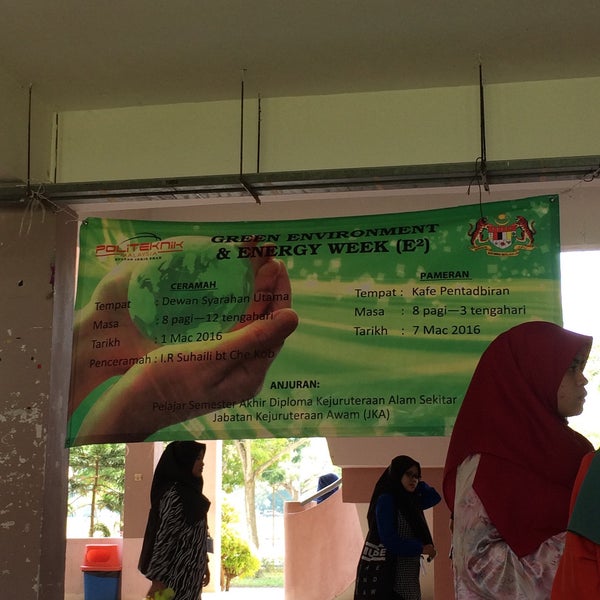 POLITEKNIK
MALAYSIA
GREEN ENVIRONMENT
& ENERGY WEEK (E²)
CERAMAH
Tempat : Dewan Syarahan Utama
Masa : 8 pagi—12 tengahari
Tarikh : 1 Mac 2016
Penceramah : I.R Suhaili bt Che Kob
PAMERAN
Tempat : Kafe Pentadbiran
Masa : 8 pagi—3 tengahari
Tarikh : 7 Mac 2016
ANJURAN:
Pelajar Semester Akhir Diploma Kejuruteraan Alam Sekitar
Jabatan Kejuruteraan Awam (JKA)